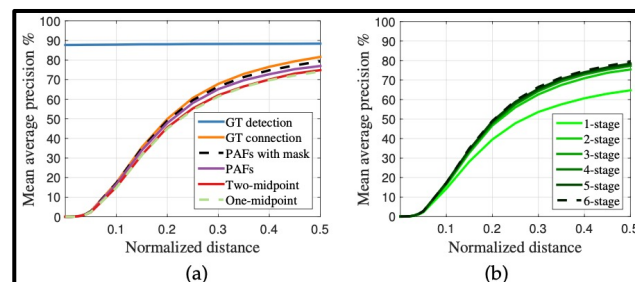 100
90
80
70
60
50
40
30
20
10
0
Mean average precision %
GT detection
GT connection
PAFs with mask
PAFs
Two-midpoint
One-midpoint
0.1 0.2 0.3 0.4 0.5
Normalized distance
(a)
100
90
80
70
60
50
40
30
20
10
0
Mean average precision %
1-stage
2-stage
3-stage
4-stage
5-stage
6-stage
0.1 0.2 0.3 0.4 0.5
Normalized distance
(b)